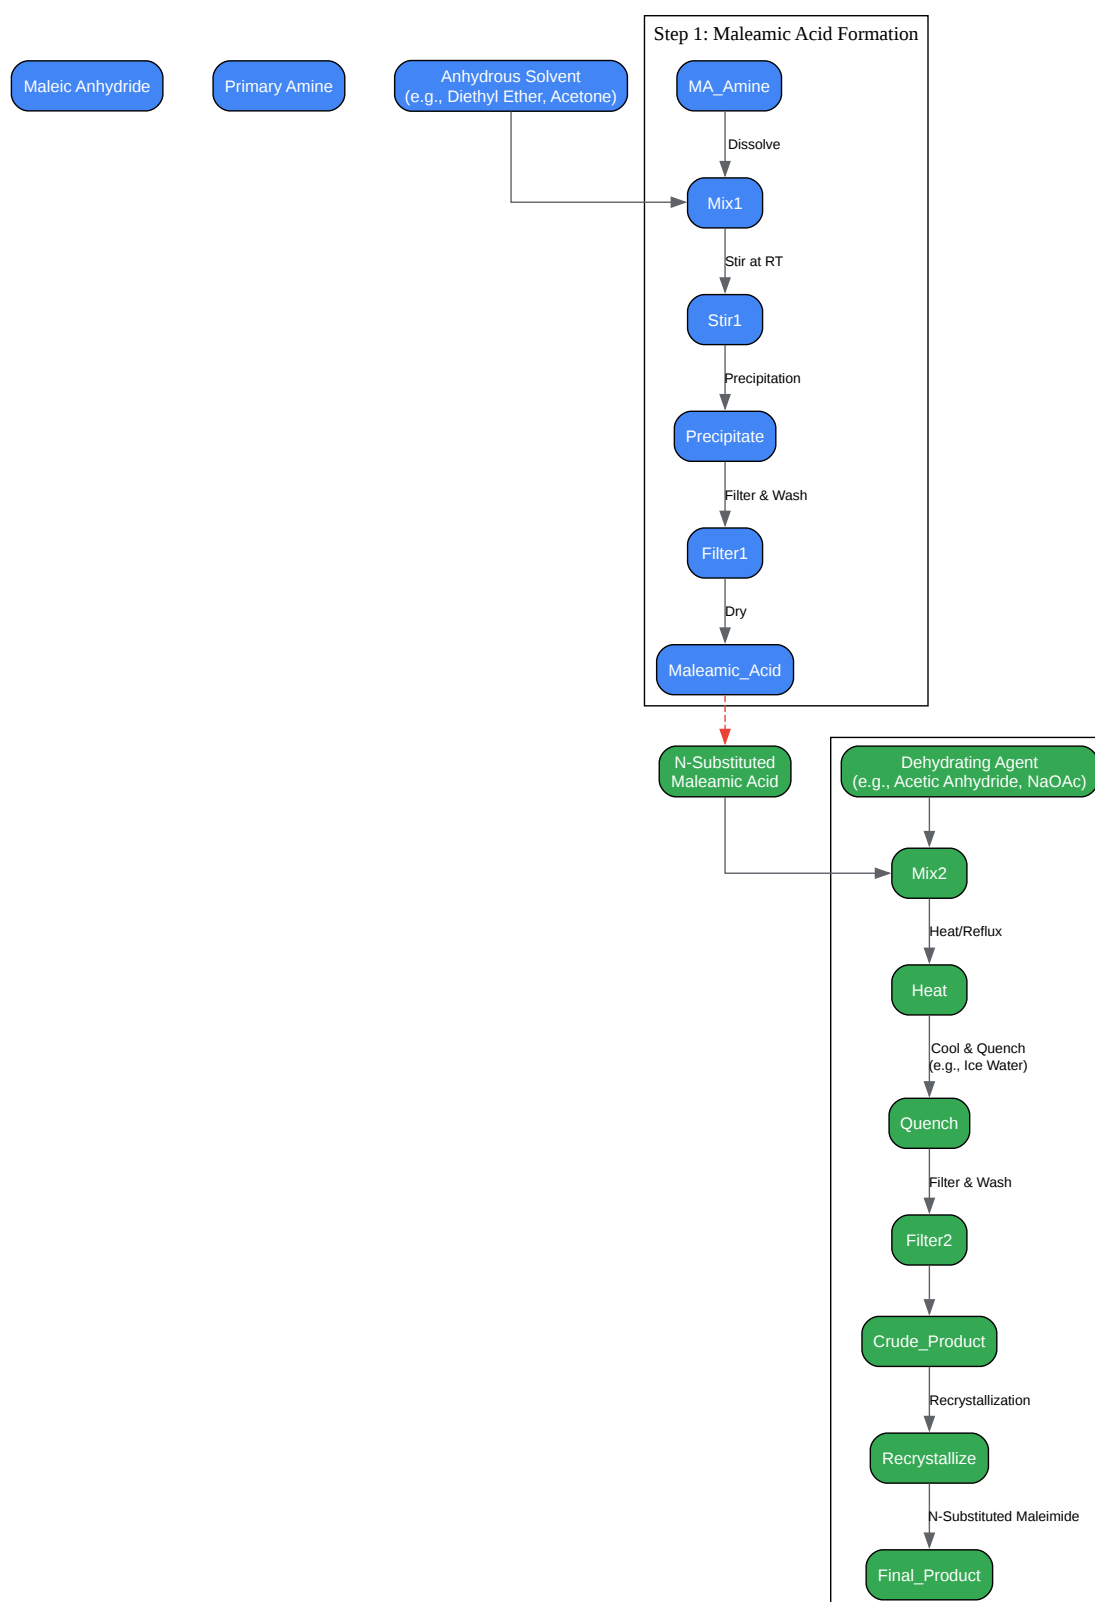 Step 1: Maleamic Acid Formation
Maleic Anhydride
Primary Amine
Anhydrous Solvent
(e.g., Diethyl Ether, Acetone)
MA_Amine
Dissolve
Mix1
Stir at RT
Stir1
Precipitation
Precipitate
Filter & Wash
Filter1
Dry
Maleamic_Acid
N-Substituted
Maleamic Acid
Dehydrating Agent
(e.g., Acetic Anhydride, NaOAc)
Mix2
Heat/Reflux
Heat
Cool & Quench
(e.g., Ice Water)
Quench
Filter & Wash
Filter2
Crude_Product
Recrystallization
Recrystallize
N-Substituted Maleimide
Final_Product